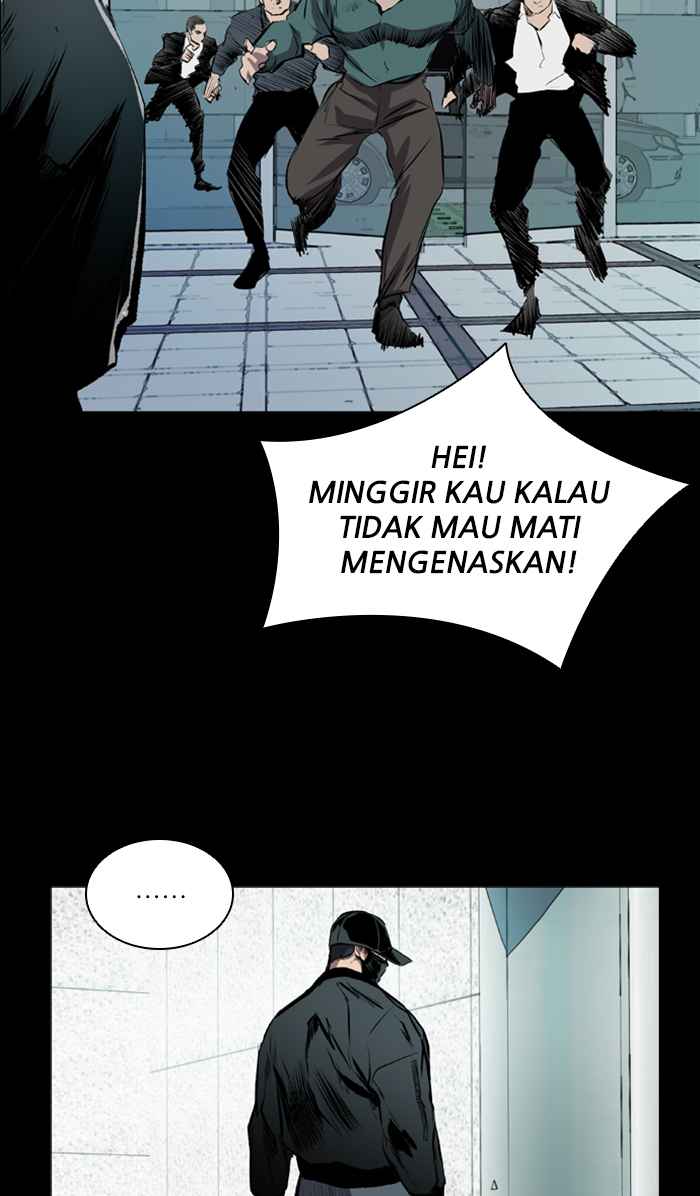 HEI!
MINGGIR KAU KALAU
TIDAK MAU MATI
MENGENASKAN!
......